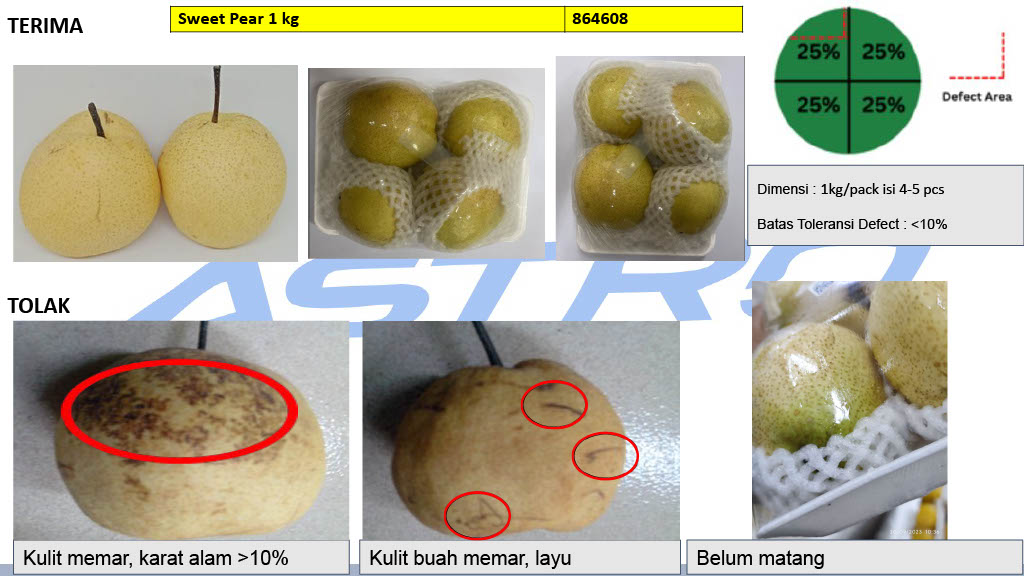 TERIMA
Sweet Pear 1 kg 864608
25% 25%
25% 25%
Defect Area
Dimensi : 1kg/pack isi 4-5 pcs
Batas Toleransi Defect : <10%
ASTRO
TOLAK
Kulit memar, karat alam >10%
Kulit buah memar, layu
Belum matang